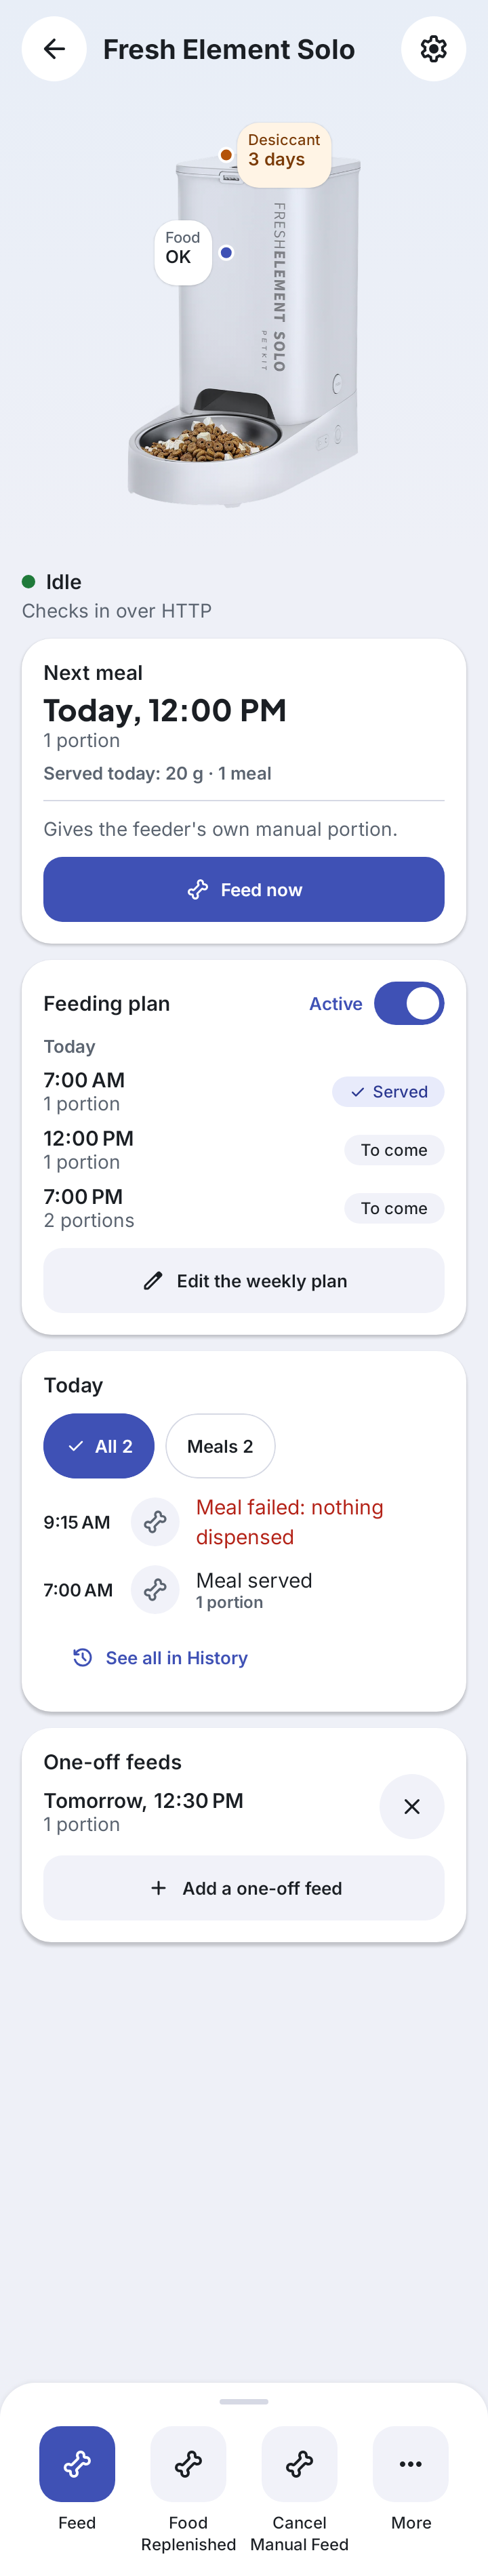 Fresh Element Solo
Desiccant
3 days
Food
OK
FRESHELEMENT SOLO
PETKIT
Idle
Checks in over HTTP
Next meal
Today, 12:00 PM
1 portion
Served today: 20 g · 1 meal
Gives the feeder's own manual portion.
Feed now
Feeding plan
Active
Today
7:00 AM
1 portion
Served
12:00 PM
1 portion
To come
7:00 PM
2 portions
To come
Edit the weekly plan
Today
All 2
Meals 2
9:15 AM
Meal failed: nothing
dispensed
7:00 AM
Meal served
1 portion
See all in History
One-off feeds
Tomorrow, 12:30 PM
1 portion
Add a one-off feed
Feed
Food
Replenished
Cancel
Manual Feed
More